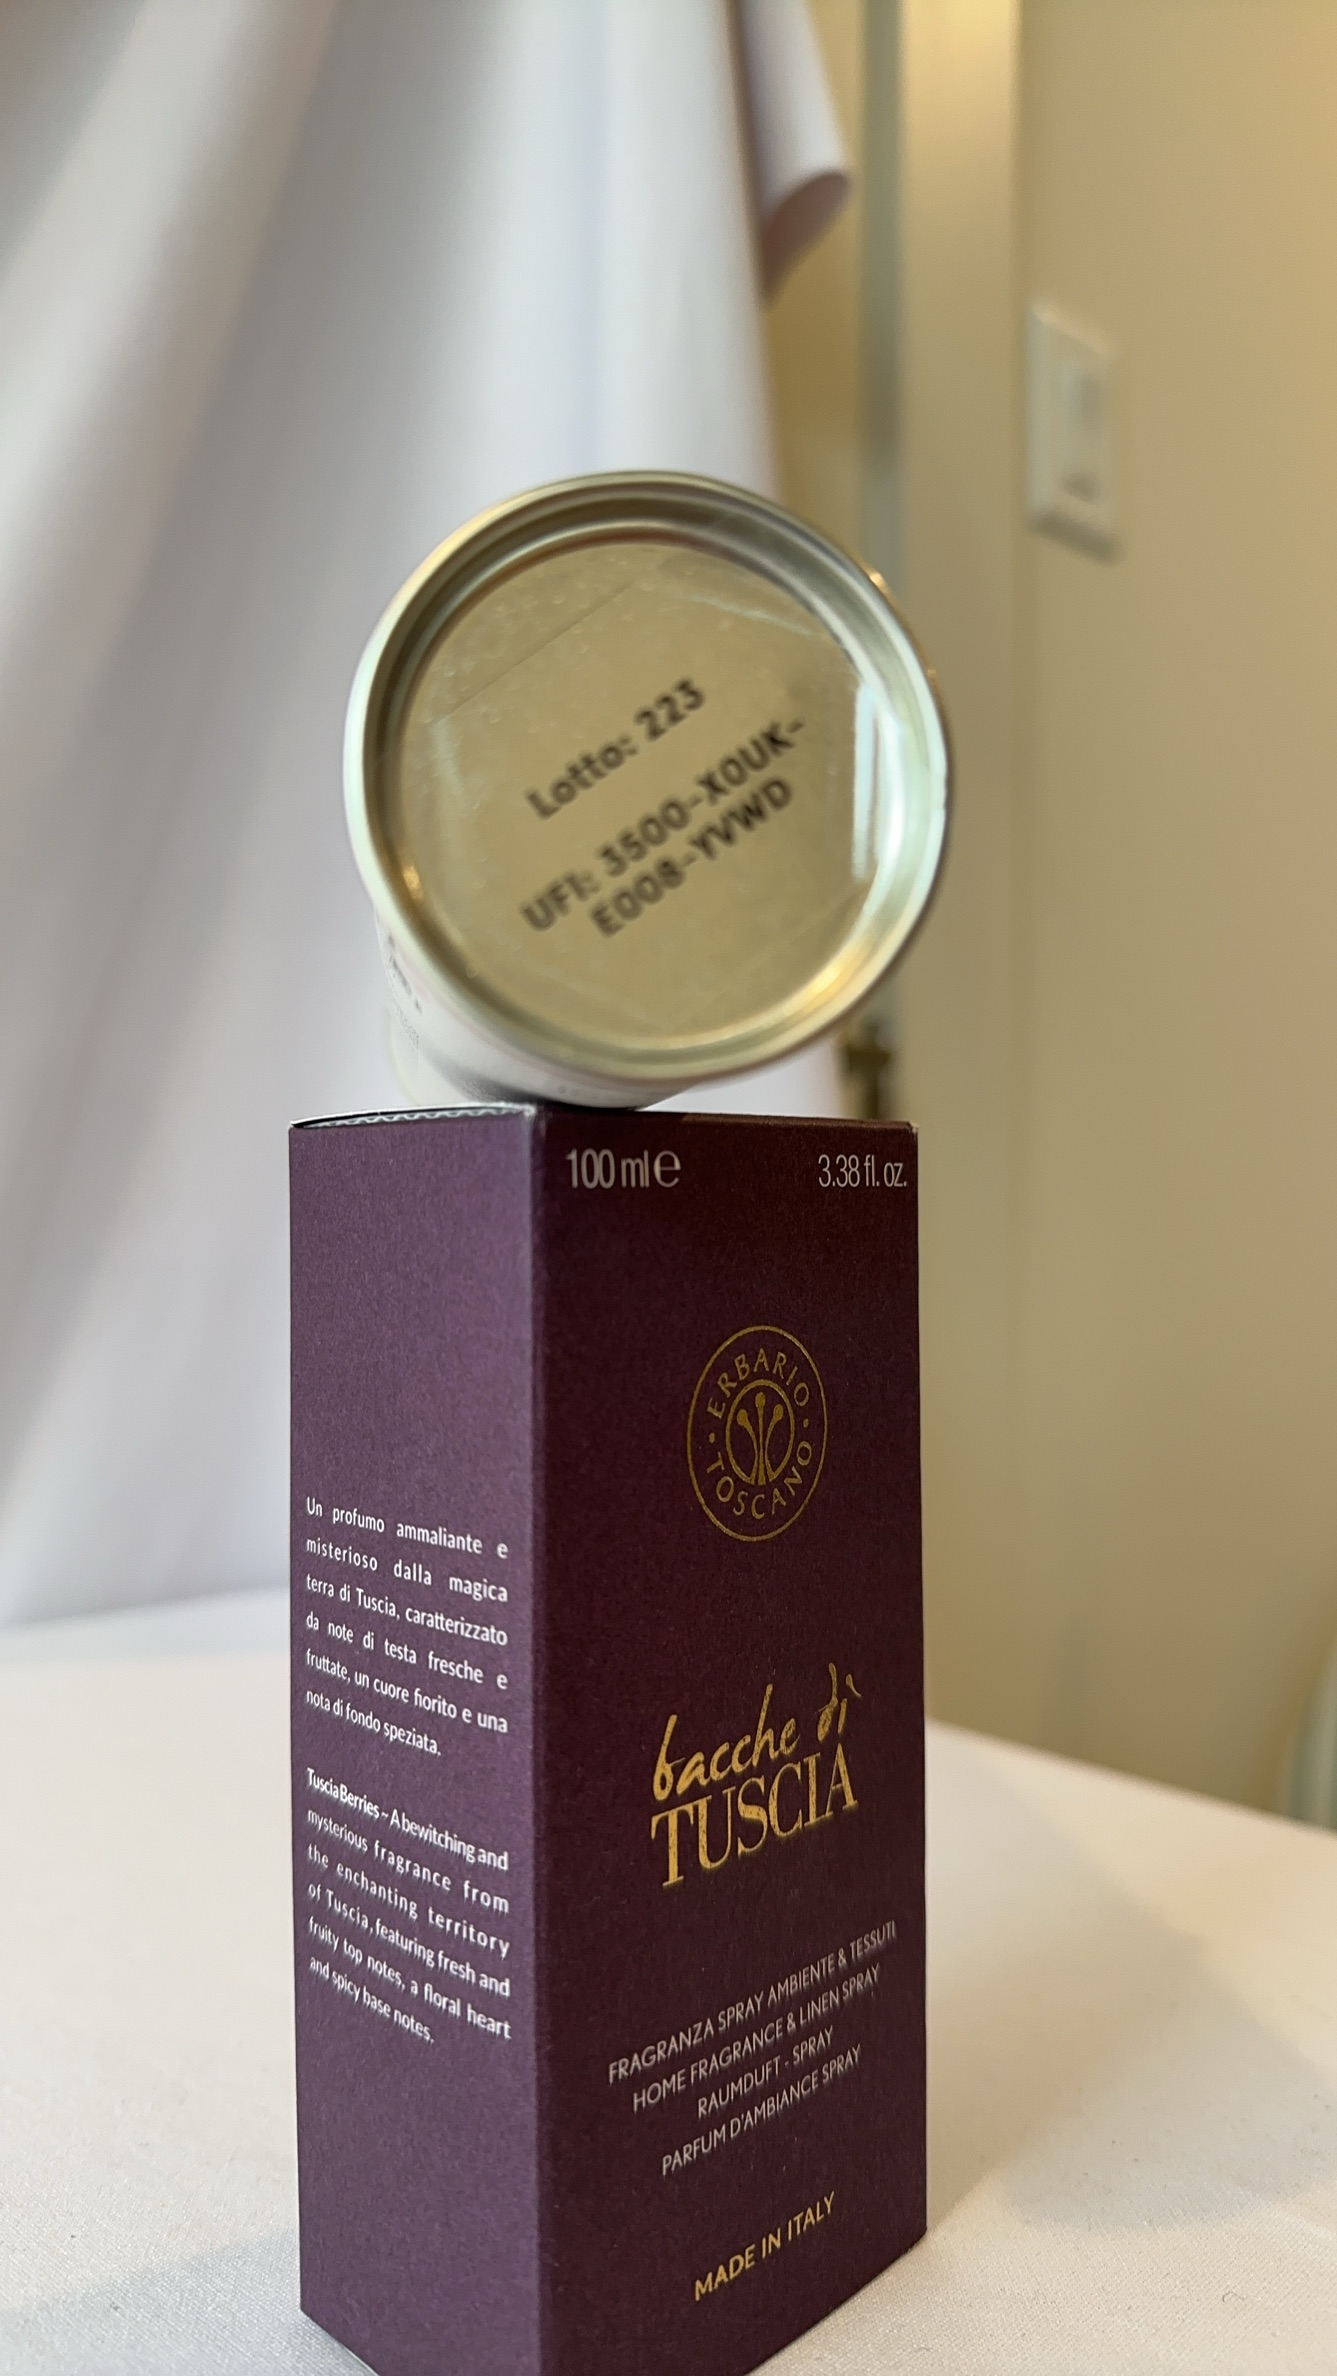 Lotto: 223
UFI: 3500-X0UK-
E008-YVWD
100 ml e
3.38 fl. oz.
ERBARIO
TOSCANO
bacche di
TUSCIA
FRAGRANZA SPRAY AMBIENTE & TESSUTI
HOME FRAGRANCE & LINEN SPRAY
RAUMDUFT - SPRAY
PARFUM D'AMBIANCE SPRAY
MADE IN ITALY
Un profumo ammaliante e
misterioso dalla magica
terra di Tuscia, caratterizzato
da note di testa fresche e
fruttate, un cuore fiorito e una
nota di fondo speziata.
Tuscia Berries ~ A bewitching and
mysterious fragrance from
the enchanting territory
of Tuscia, featuring fresh and
fruity top notes, a floral heart
and spicy base notes.